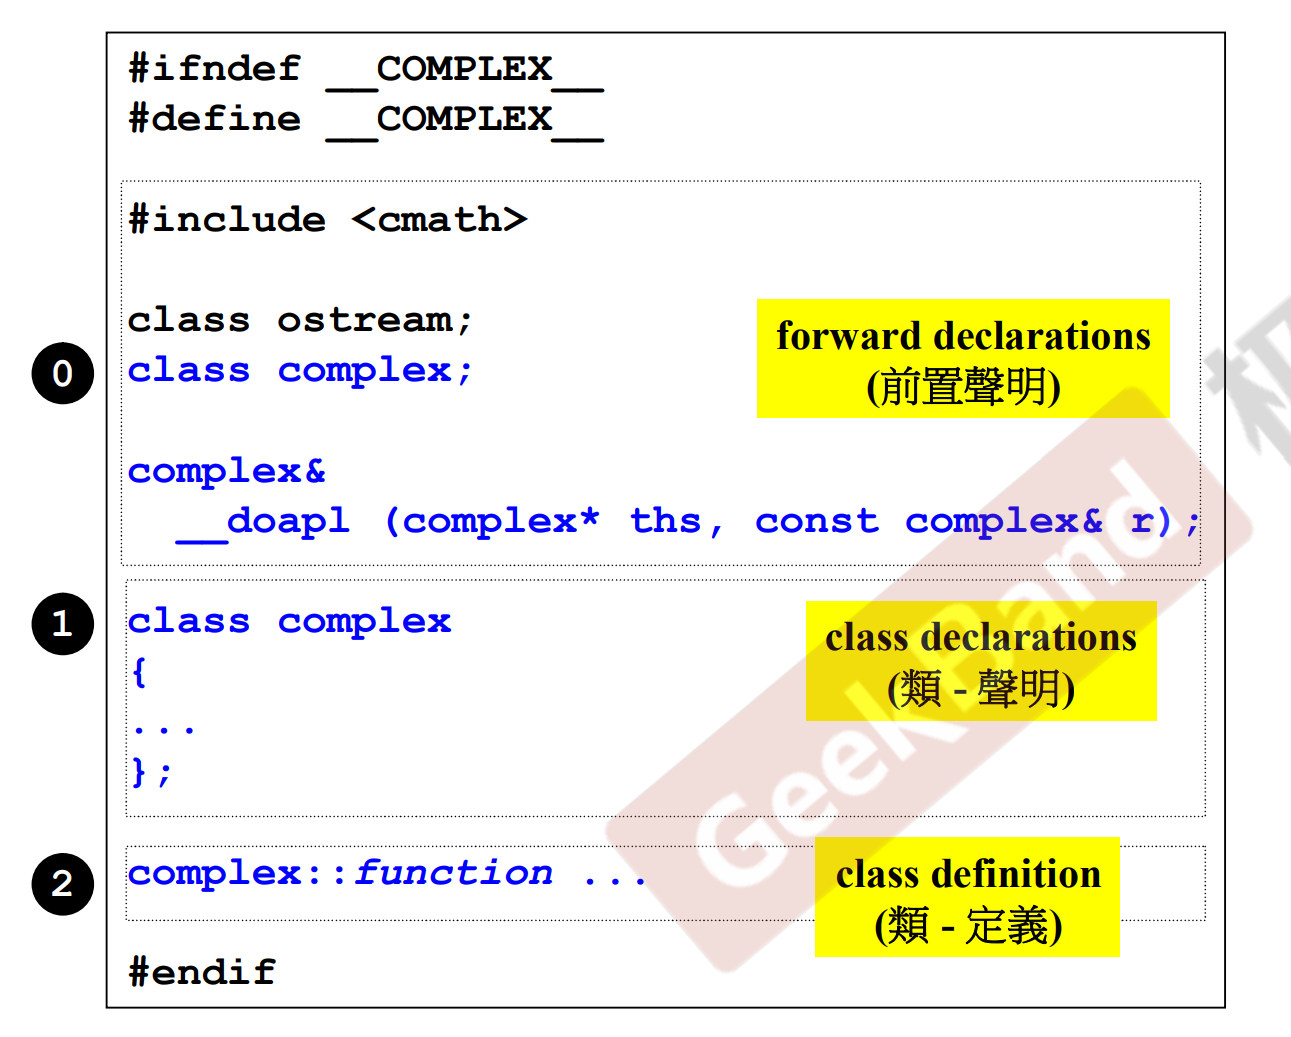 #ifndef __COMPLEX__
#define __COMPLEX__
#include <cmath>
class ostream;
class complex;
0
forward declarations
(前置聲明)
complex&
__doapl (complex* ths, const complex& r);
1
class complex
{
...
};
class declarations
(類 - 聲明)
2
complex::function ...
class definition
(類 - 定義)
#endif
GeekBand